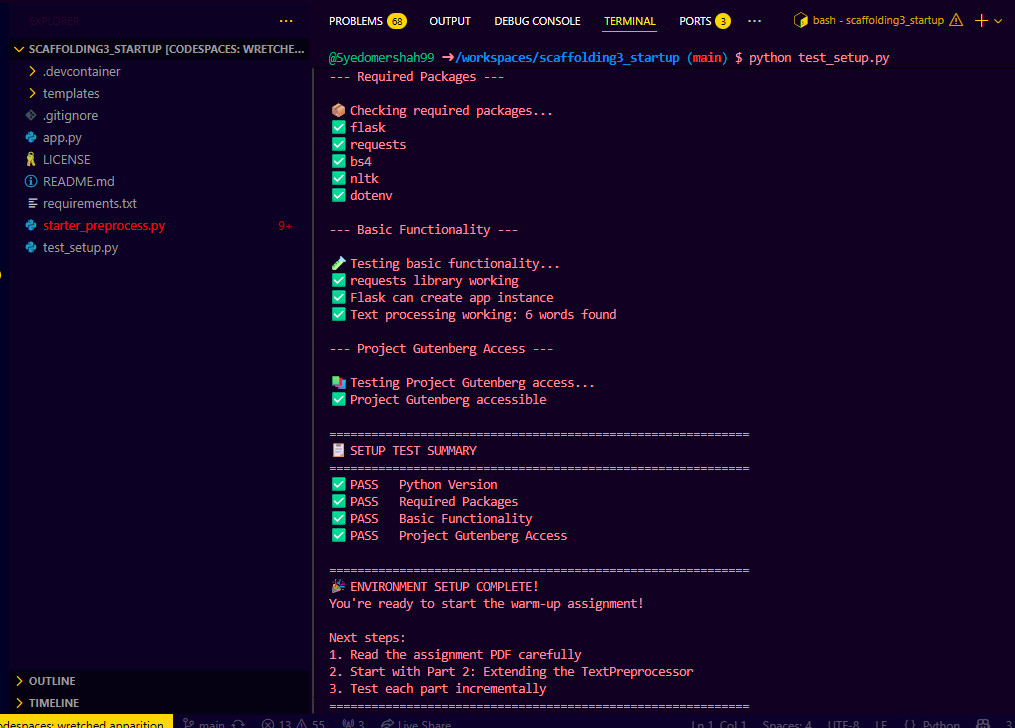 EXPLORER
SCAFFOLDING3_STARTUP [CODESPACES: WRETCHE...
.devcontainer
templates
.gitignore
app.py
LICENSE
README.md
requirements.txt
starter_preprocess.py 9+
test_setup.py
OUTLINE
TIMELINE
PROBLEMS 68 OUTPUT DEBUG CONSOLE TERMINAL PORTS 3 ... bash - scaffolding3_startup
@Syedomershah99 ➜/workspaces/scaffolding3_startup (main) $ python test_setup.py
--- Required Packages ---
📦 Checking required packages...
✅ flask
✅ requests
✅ bs4
✅ nltk
✅ dotenv
--- Basic Functionality ---
🧪 Testing basic functionality...
✅ requests library working
✅ Flask can create app instance
✅ Text processing working: 6 words found
--- Project Gutenberg Access ---
📚 Testing Project Gutenberg access...
✅ Project Gutenberg accessible
============================================================
📋 SETUP TEST SUMMARY
============================================================
✅ PASS Python Version
✅ PASS Required Packages
✅ PASS Basic Functionality
✅ PASS Project Gutenberg Access
============================================================
🎉 ENVIRONMENT SETUP COMPLETE!
You're ready to start the warm-up assignment!
Next steps:
1. Read the assignment PDF carefully
2. Start with Part 2: Extending the TextPreprocessor
3. Test each part incrementally
============================================================
odespaces: wretched apparition main 13 55 3 Live Share Ln 1, Col 1 Spaces: 4 UTF-8 LF {} Python 3